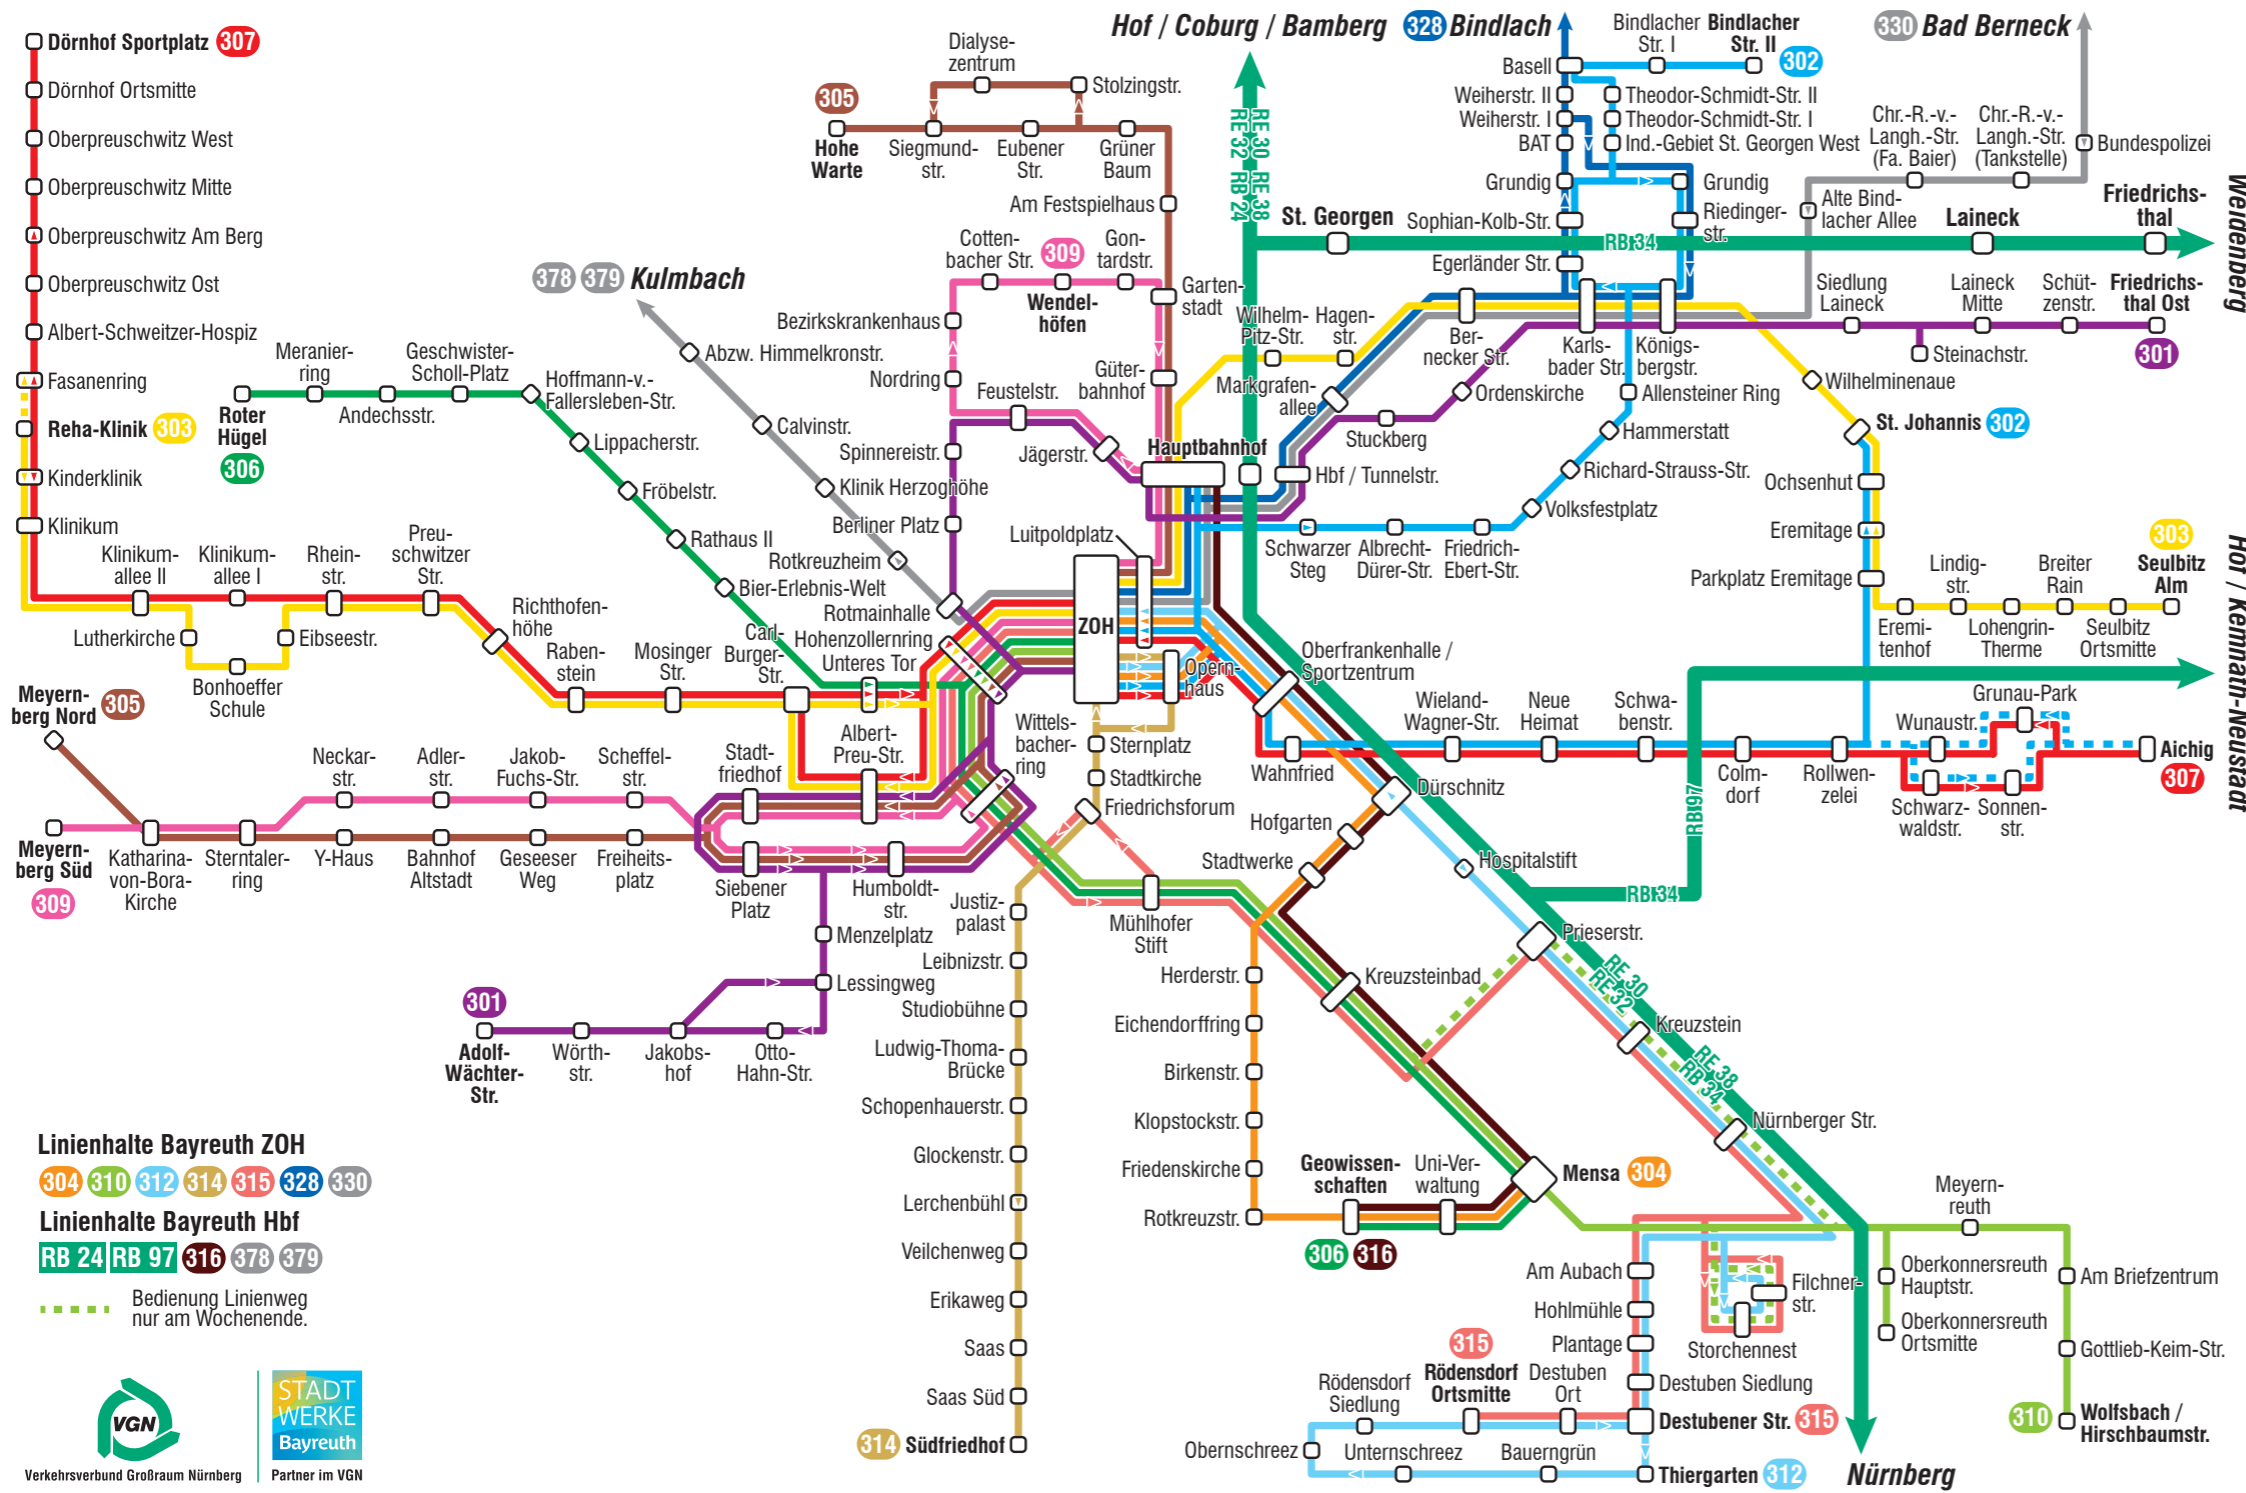 Hof / Coburg / Bamberg
328 Bindlach
330 Bad Berneck
Dörnhof Sportplatz 307
Dörnhof Ortsmitte
Oberpreuschwitz West
Oberpreuschwitz Mitte
Oberpreuschwitz Am Berg
Oberpreuschwitz Ost
Albert-Schweitzer-Hospiz
Fasanenring
Reha-Klinik 303
Kinderklinik
Klinikum
Klinikum-
allee II
Klinikum-
allee I
Rhein-
str.
Preu-
schwitzer
Str.
Lutherkirche
Bonhoeffer
Schule
Eibseestr.
Richthofen-
höhe
Raben-
stein
Mosinger
Str.
Carl-
Burger-
Str.
Roter
Hügel
306
Meranier-
ring
Andechsstr.
Geschwister-
Scholl-Platz
Hoffmann-v.-
Fallersleben-Str.
Lippacherstr.
Fröbelstr.
Rathaus II
Bier-Erlebnis-Welt
378 379 Kulmbach
Abzw. Himmelkronstr.
Calvinstr.
Klinik Herzoghöhe
Rotkreuzheim
Rotmainhalle
Hohenzollernring
Unteres Tor
305
Hohe
Warte
Siegmund-
str.
Dialyse-
zentrum
Eubener
Str.
Stolzingstr.
Grüner
Baum
Am Festspielhaus
Cotten-
bacher Str.
309
Wendel-
höfen
Gon-
tardstr.
Garten-
stadt
Bezirkskrankenhaus
Nordring
Güter-
bahnhof
Feustelstr.
Jägerstr.
Spinnereistr.
Berliner Platz
Hauptbahnhof
Luitpoldplatz
ZOH
Opern-
haus
RE 30 RE 38
RE 32 RB 24
St. Georgen
RB 34
Laineck
Friedrichs-
thal
Weidenberg
Basell
Bindlacher
Str. I
Bindlacher
Str. II
302
Weiherstr. II
Weiherstr. I
BAT
Grundig
Sophian-Kolb-Str.
Egerländer Str.
Theodor-Schmidt-Str. II
Theodor-Schmidt-Str. I
Ind.-Gebiet St. Georgen West
Grundig
Riedinger-
str.
Chr.-R.-v.-
Langh.-Str.
(Fa. Baier)
Chr.-R.-v.-
Langh.-Str.
(Tankstelle)
Bundespolizei
Alte Bind-
lacher Allee
Wilhelm-
Pitz-Str.
Hagen-
str.
Markgrafen-
allee
Ber-
necker Str.
Karls-
bader Str.
Königs-
bergstr.
Siedlung
Laineck
Laineck
Mitte
Schüt-
zenstr.
Friedrichs-
thal Ost
301
Steinachstr.
Ordenskirche
Stuckberg
Hbf / Tunnelstr.
Allensteiner Ring
Hammerstatt
Richard-Strauss-Str.
Volksfestplatz
Schwarzer
Steg
Albrecht-
Dürer-Str.
Friedrich-
Ebert-Str.
Wilhelminenaue
St. Johannis 302
Ochsenhut
Eremitage
Parkplatz Eremitage
Eremi-
tenhof
Lindig-
str.
Lohengrin-
Therme
Breiter
Rain
Seulbitz
Ortsmitte
303
Seulbitz
Alm
Hof / Kemnath-Neustadt
Oberfrankenhalle /
Sportzentrum
Wahnfried
Wieland-
Wagner-Str.
Neue
Heimat
Schwa-
benstr.
Colm-
dorf
Rollwen-
zelei
Wunaustr.
Grunau-Park
Schwarz-
waldstr.
Sonnen-
str.
Aichig
307
RB97
RB 34
Meyern-
berg Nord 305
Meyern-
berg Süd
309
Katharina-
von-Bora-
Kirche
Sterntaler-
ring
Neckar-
str.
Adler-
str.
Jakob-
Fuchs-Str.
Scheffel-
str.
Y-Haus
Bahnhof
Altstadt
Geseeser
Weg
Freiheits-
platz
Stadt-
friedhof
Albert-
Preu-Str.
Siebener
Platz
Humboldt-
str.
Wittels-
bacher-
ring
Menzelplatz
Lessingweg
301
Adolf-
Wächter-
Str.
Wörth-
str.
Jakobs-
hof
Otto-
Hahn-Str.
Sternplatz
Stadtkirche
Friedrichsforum
Justiz-
palast
Leibnizstr.
Studiobühne
Ludwig-Thoma-
Brücke
Schopenhauerstr.
Glockenstr.
Lerchenbühl
Veilchenweg
Erikaweg
Saas
Saas Süd
314 Südfriedhof
Mühlhofer
Stift
Dürschnitz
Hofgarten
Stadtwerke
Hospitalstift
Prieserstr.
Kreuzsteinbad
Kreuzstein
Nürnberger Str.
RE 30
RE 32
RE 38
RB 34
Herderstr.
Eichendorffring
Birkenstr.
Klopstockstr.
Friedenskirche
Rotkreuzstr.
Geowissen-
schaften
306 316
Uni-Ver-
waltung
Mensa 304
Am Aubach
Hohlmühle
Plantage
Destuben Siedlung
Destubener Str. 315
Thiergarten 312
Filchner-
str.
Storchennest
315
Rödensdorf
Ortsmitte
Destuben
Ort
Rödensdorf
Siedlung
Obernschreez
Unternschreez
Bauerngrün
Meyern-
reuth
Oberkonnersreuth
Hauptstr.
Oberkonnersreuth
Ortsmitte
Am Briefzentrum
Gottlieb-Keim-Str.
310 Wolfsbach /
Hirschbaumstr.
Nürnberg
Linienhalte Bayreuth ZOH
304 310 312 314 315 328 330
Linienhalte Bayreuth Hbf
RB 24 RB 97 316 378 379
Bedienung Linienweg
nur am Wochenende.
VGN
Verkehrsverbund Großraum Nürnberg
STADT
WERKE
Bayreuth
Partner im VGN